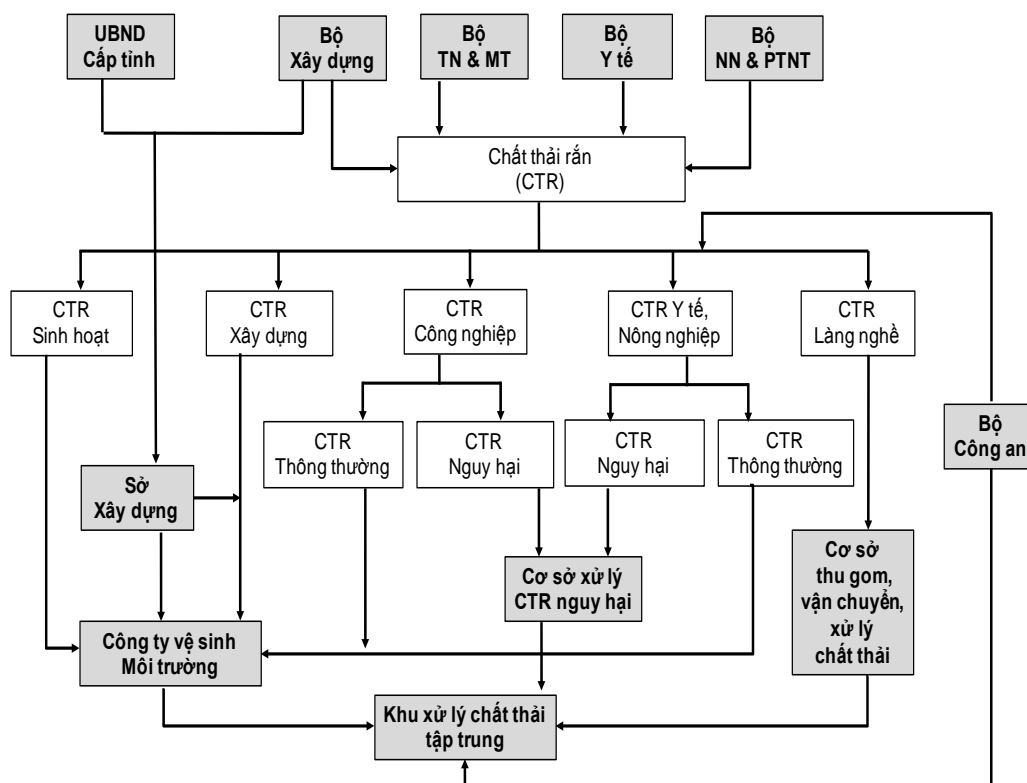 UBND
Cấp tỉnh
Bộ
Xây dựng
Bộ
TN & MT
Bộ
Y tế
Bộ
NN & PTNT
Chất thải rắn
(CTR)
CTR
Sinh hoạt
CTR
Xây dựng
CTR
Công nghiệp
CTR Y tế,
Nông nghiệp
CTR
Làng nghề
CTR
Thông thường
CTR
Nguy hại
CTR
Nguy hại
CTR
Thông thường
Bộ
Công an
Sở
Xây dựng
Cơ sở xử lý
CTR nguy hại
Cơ sở
thu gom,
vận chuyển,
xử lý
chất thải
Công ty vệ sinh
Môi trường
Khu xử lý chất thải
tập trung